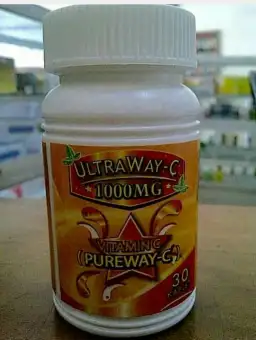 ULTRAWAY-C
1000MG
VITAMIN C
(PUREWAY-C)
30